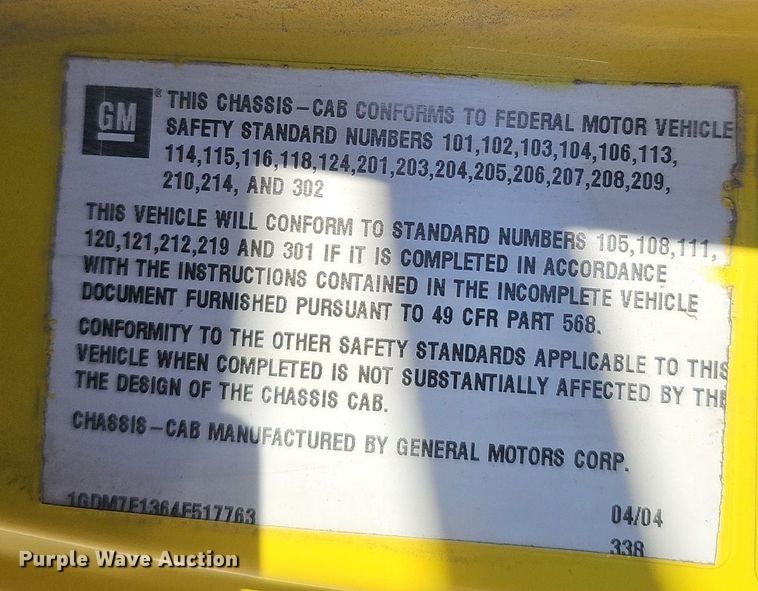 GM ® THIS CHASSIS-CAB CONFORMS TO FEDERAL MOTOR VEHICLE
SAFETY STANDARD NUMBERS 101,102,103,104,106,113,
114,115,116,118,124,201,203,204,205,206,207,208,209,
210,214, AND 302
THIS VEHICLE WILL CONFORM TO STANDARD NUMBERS 105,108,111,
120,121,212,219 AND 301 IF IT IS COMPLETED IN ACCORDANCE
WITH THE INSTRUCTIONS CONTAINED IN THE INCOMPLETE VEHICLE
DOCUMENT FURNISHED PURSUANT TO 49 CFR PART 568.
CONFORMITY TO THE OTHER SAFETY STANDARDS APPLICABLE TO THIS
VEHICLE WHEN COMPLETED IS NOT SUBSTANTIALLY AFFECTED BY THE
THE DESIGN OF THE CHASSIS CAB.
CHASSIS-CAB MANUFACTURED BY GENERAL MOTORS CORP.
1GDM7F1364F517763 04/04
338
Purple Wave Auction